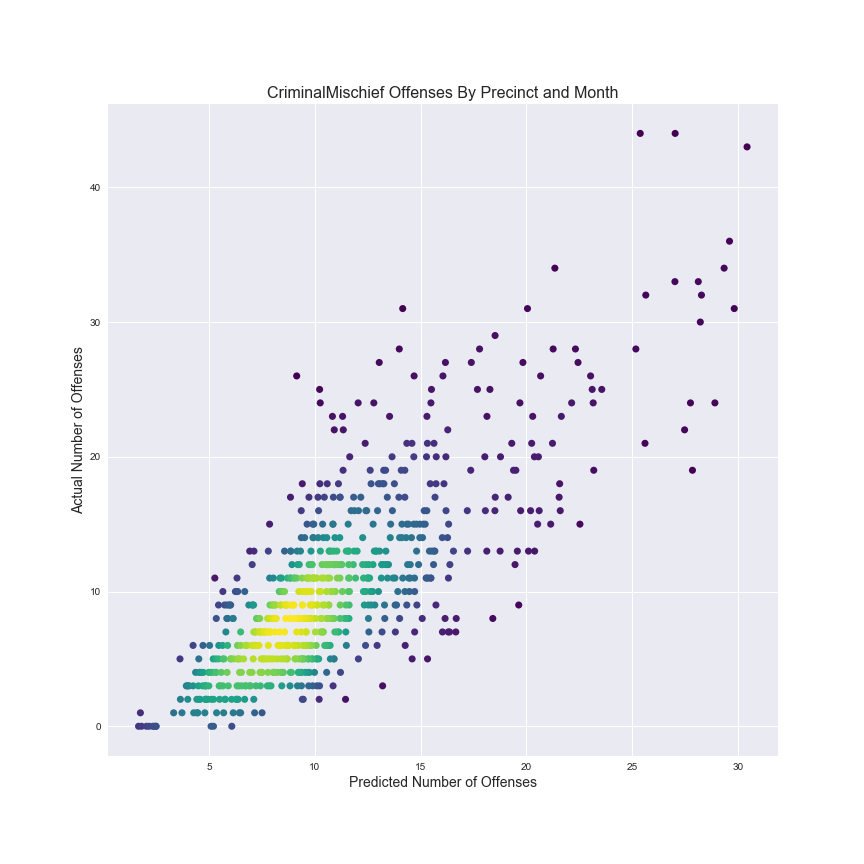 CriminalMischief Offenses By Precinct and Month
Actual Number of Offenses
40
30
20
10
0
5 10 15 20 25 30
Predicted Number of Offenses